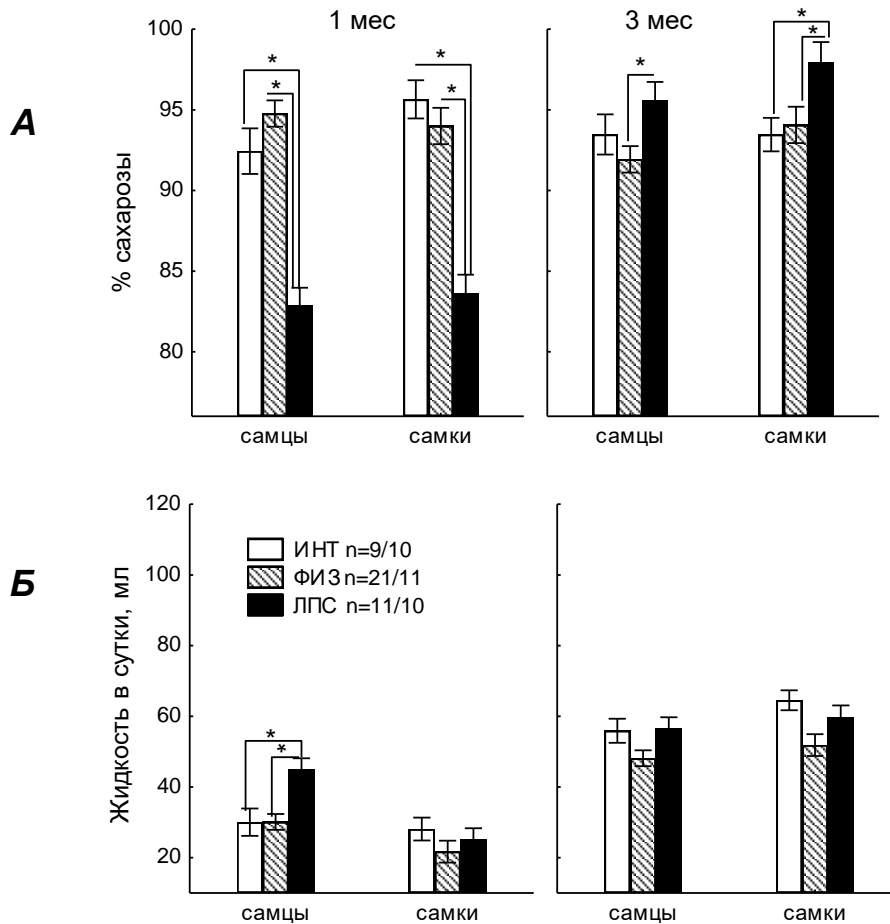 1 мес
3 мес
А
% сахарозы
100
95
90
85
80
* * * *
* * *
самцы самки
самцы самки
Б
Жидкость в сутки, мл
120
100
80
60
40
20
ИНТ n=9/10
ФИЗ n=21/11
ЛПС n=11/10
* *
самцы самки
самцы самки